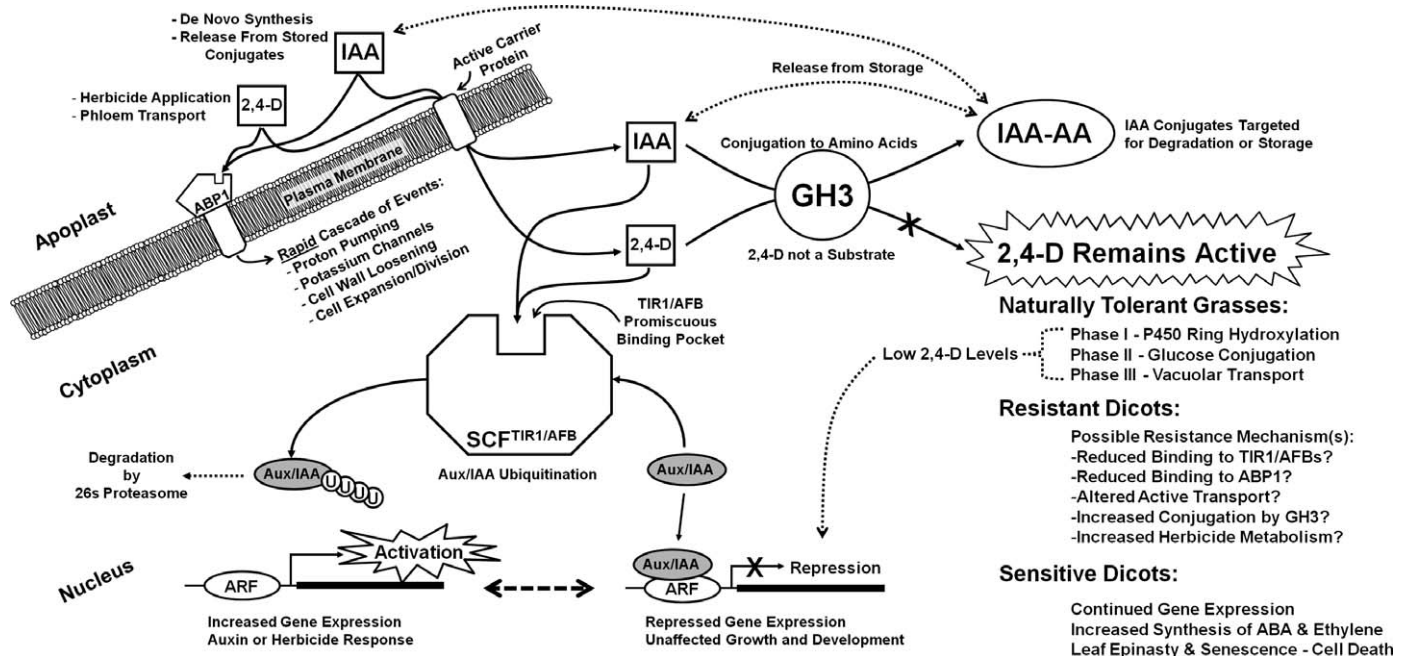 - De Novo Synthesis
- Release From Stored
Conjugates
IAA
Active Carrier
Protein
- Herbicide Application
- Phloem Transport
2,4-D
Release from Storage
IAA
Conjugation to Amino Acids
IAA-AA
IAA Conjugates Targeted
for Degradation or Storage
Plasma Membrane
ABP1
GH3
Apoplast
Rapid Cascade of Events:
- Proton Pumping
- Potassium Channels
- Cell Wall Loosening
- Cell Expansion/Division
2,4-D
2,4-D not a Substrate
X
2,4-D Remains Active
TIR1/AFB
Promiscuous
Binding Pocket
Naturally Tolerant Grasses:
Low 2,4-D Levels
Phase I - P450 Ring Hydroxylation
Phase II - Glucose Conjugation
Phase III - Vacuolar Transport
Cytoplasm
SCFTIR1/AFB
Aux/IAA Ubiquitination
Resistant Dicots:
Possible Resistance Mechanism(s):
-Reduced Binding to TIR1/AFBs?
-Reduced Binding to ABP1?
-Altered Active Transport?
-Increased Conjugation by GH3?
-Increased Herbicide Metabolism?
Degradation
by
26s Proteasome
Aux/IAA
U U U U
Aux/IAA
Nucleus
ARF
Activation
Increased Gene Expression
Auxin or Herbicide Response
Aux/IAA
ARF
X
Repression
Repressed Gene Expression
Unaffected Growth and Development
Sensitive Dicots:
Continued Gene Expression
Increased Synthesis of ABA & Ethylene
Leaf Epinasty & Senescence - Cell Death